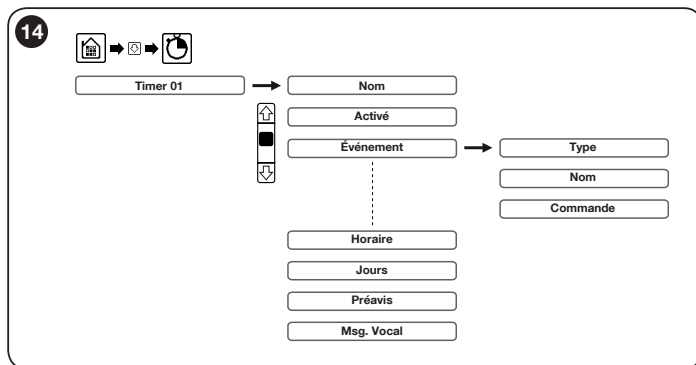 14
Timer 01
Nom
Activé
Événement
Type
Nom
Commande
Horaire
Jours
Préavis
Msg. Vocal